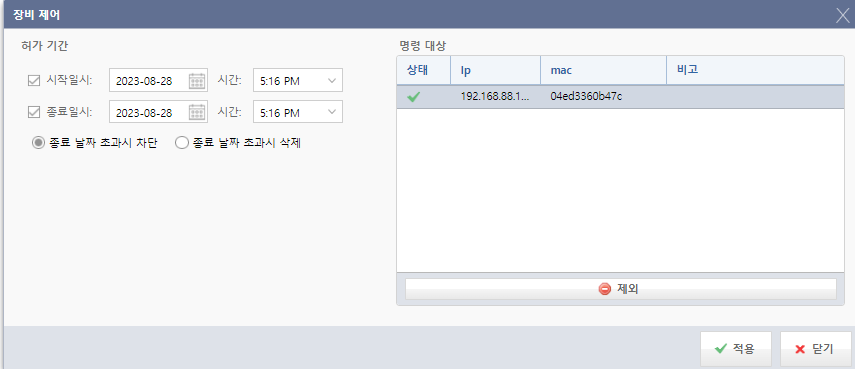 장비 제어
허가 기간
시작일시: 2023-08-28 시간: 5:16 PM
종료일시: 2023-08-28 시간: 5:16 PM
종료 날짜 초과시 차단 종료 날짜 초과시 삭제
명령 대상
상태 Ip mac 비고
192.168.88.1... 04ed3360b47c
제외
적용 닫기